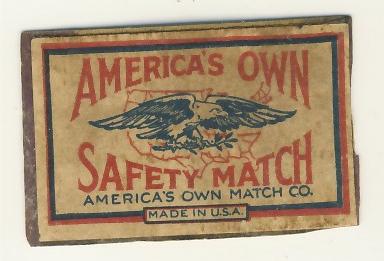 AMERICA'S OWN
SAFETY MATCH
AMERICA'S OWN MATCH CO.
MADE IN U.S.A.